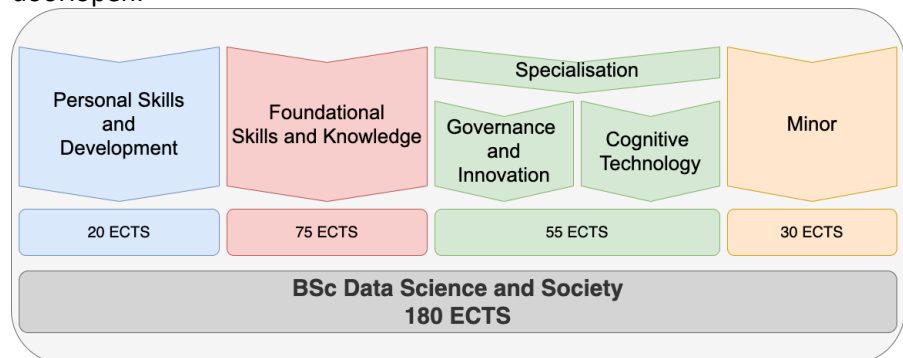 Personal Skills
and
Development
Foundational
Skills and Knowledge
Specialisation
Governance
and
Innovation
Cognitive
Technology
Minor
20 ECTS
75 ECTS
55 ECTS
30 ECTS
BSc Data Science and Society
180 ECTS